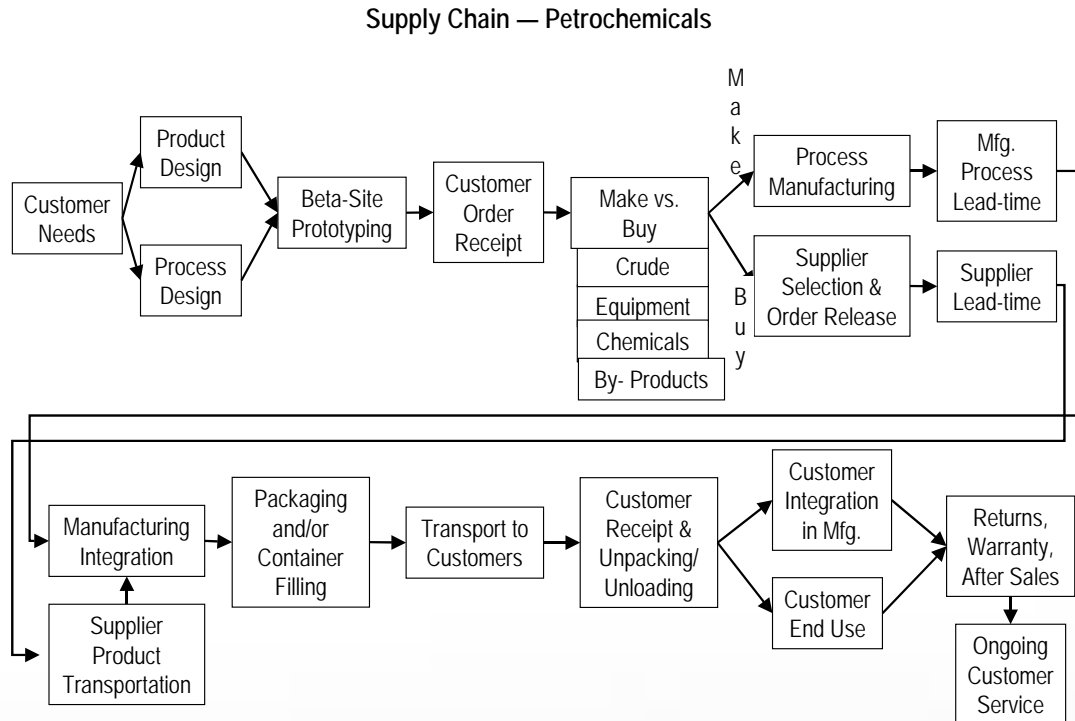 Supply Chain — Petrochemicals
Customer
Needs
Product
Design
Process
Design
Beta-Site
Prototyping
Customer
Order
Receipt
Make vs.
Buy
Crude
Equipment
Chemicals
By- Products
M
a
k
e
B
u
y
Process
Manufacturing
Mfg.
Process
Lead-time
Supplier
Selection &
Order Release
Supplier
Lead-time
Manufacturing
Integration
Supplier
Product
Transportation
Packaging
and/or
Container
Filling
Transport to
Customers
Customer
Receipt &
Unpacking/
Unloading
Customer
Integration
in Mfg.
Customer
End Use
Returns,
Warranty,
After Sales
Ongoing
Customer
Service